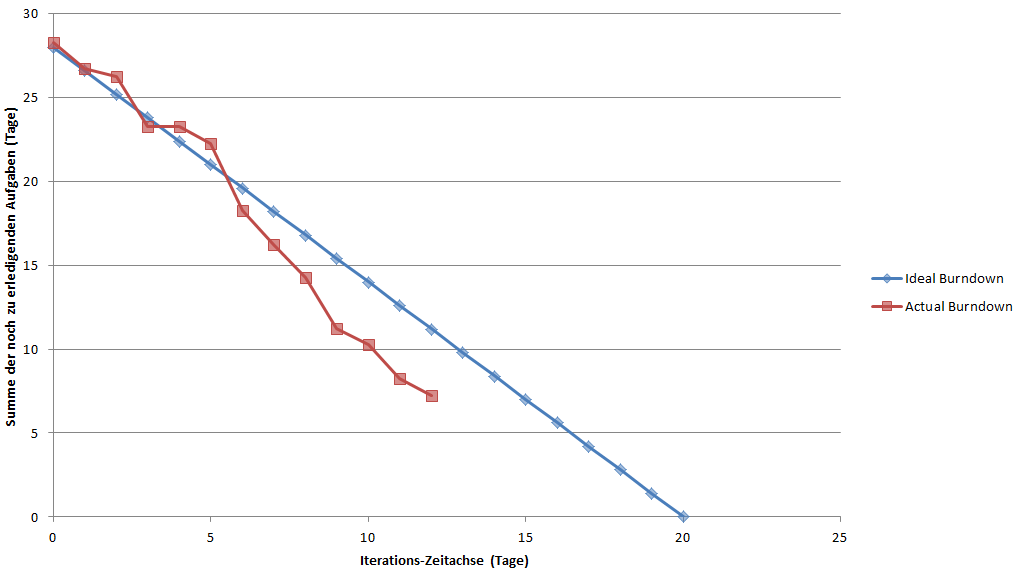 30
25
20
15
10
5
0
Summe der noch zu erledigenden Aufgaben (Tage)
0 5 10 15 20 25
Iterations-Zeitachse (Tage)
Ideal Burndown
Actual Burndown